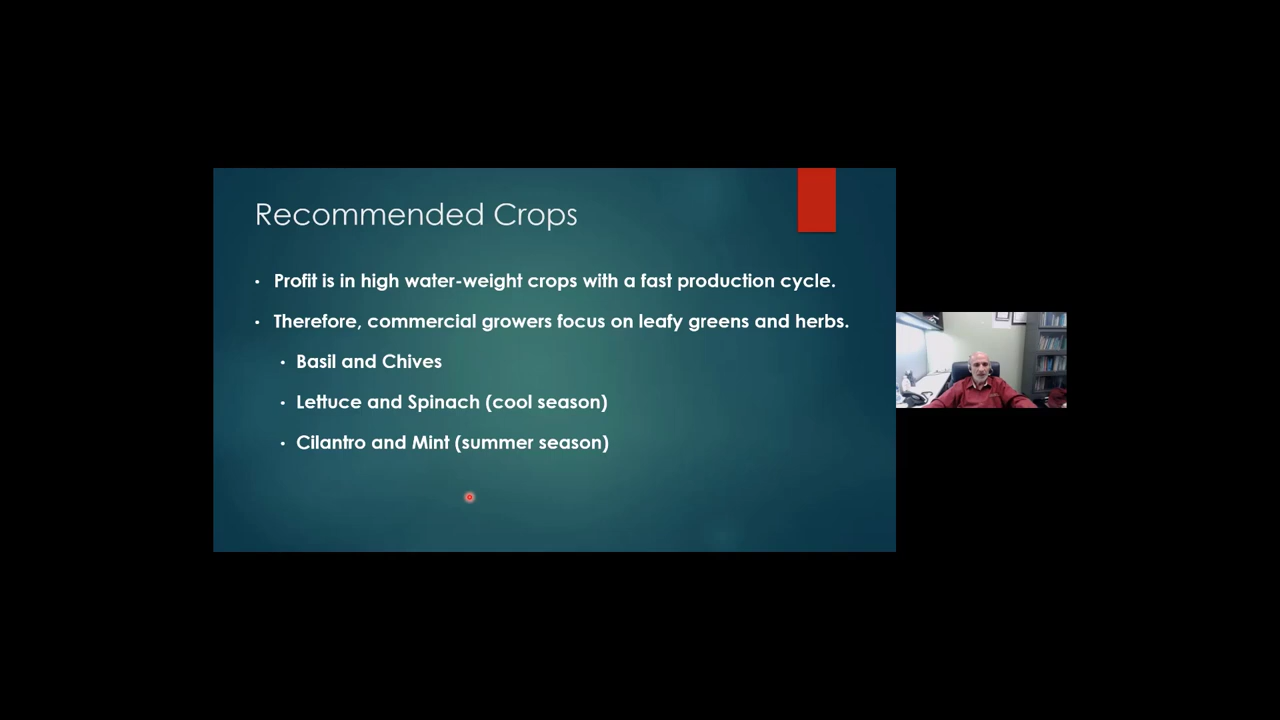 Recommended Crops
• Profit is in high water-weight crops with a fast production cycle.
• Therefore, commercial growers focus on leafy greens and herbs.
• Basil and Chives
• Lettuce and Spinach (cool season)
• Cilantro and Mint (summer season)